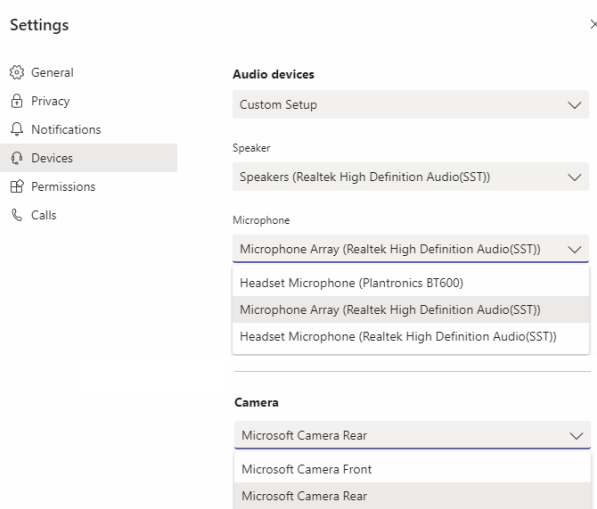 Settings
General
Privacy
Notifications
Devices
Permissions
Calls
Audio devices
Custom Setup
Speaker
Speakers (Realtek High Definition Audio(SST))
Microphone
Microphone Array (Realtek High Definition Audio(SST))
Headset Microphone (Plantronics BT600)
Microphone Array (Realtek High Definition Audio(SST))
Headset Microphone (Realtek High Definition Audio(SST))
Camera
Microsoft Camera Rear
Microsoft Camera Front
Microsoft Camera Rear